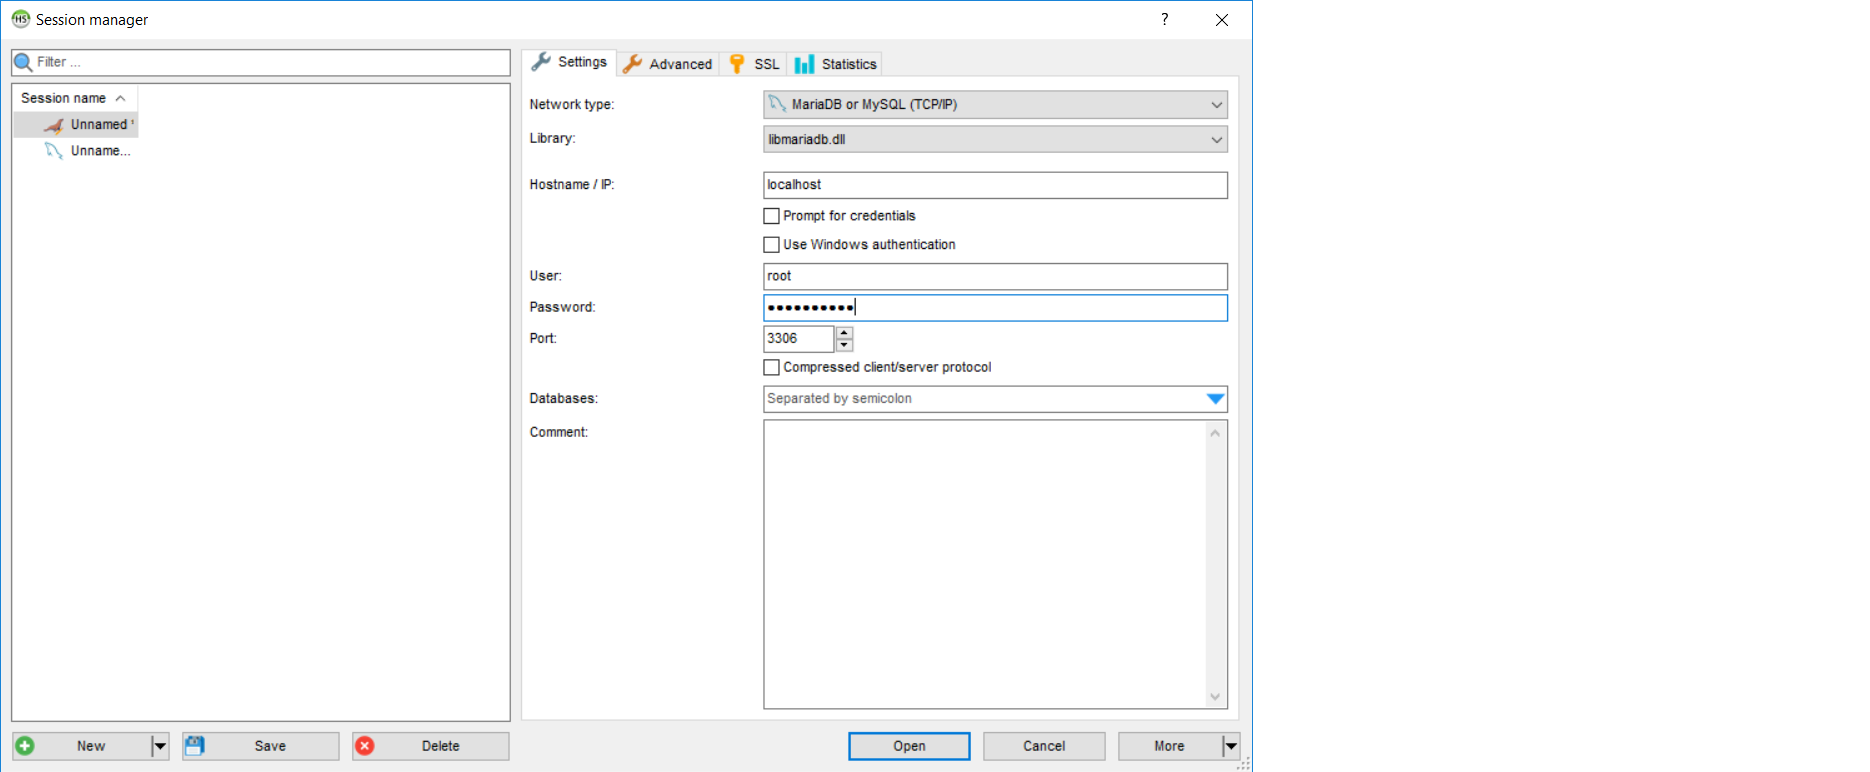 HS Session manager ?
Filter ...
Session name
Unnamed
Unname...
Settings Advanced SSL Statistics
Network type: MariaDB or MySQL (TCP/IP)
Library: libmariadb.dll
Hostname / IP: localhost
Prompt for credentials
Use Windows authentication
User: root
Password: ••••••••••
Port: 3306
Compressed client/server protocol
Databases: Separated by semicolon
Comment:
New Save Delete Open Cancel More